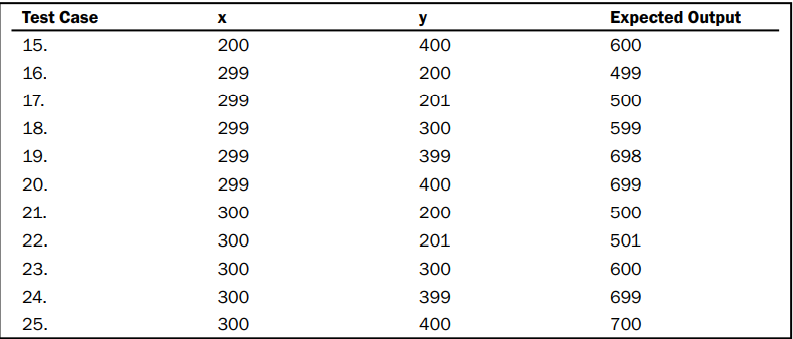 Test Case x y Expected Output
15. 200 400 600
16. 299 200 499
17. 299 201 500
18. 299 300 599
19. 299 399 698
20. 299 400 699
21. 300 200 500
22. 300 201 501
23. 300 300 600
24. 300 399 699
25. 300 400 700